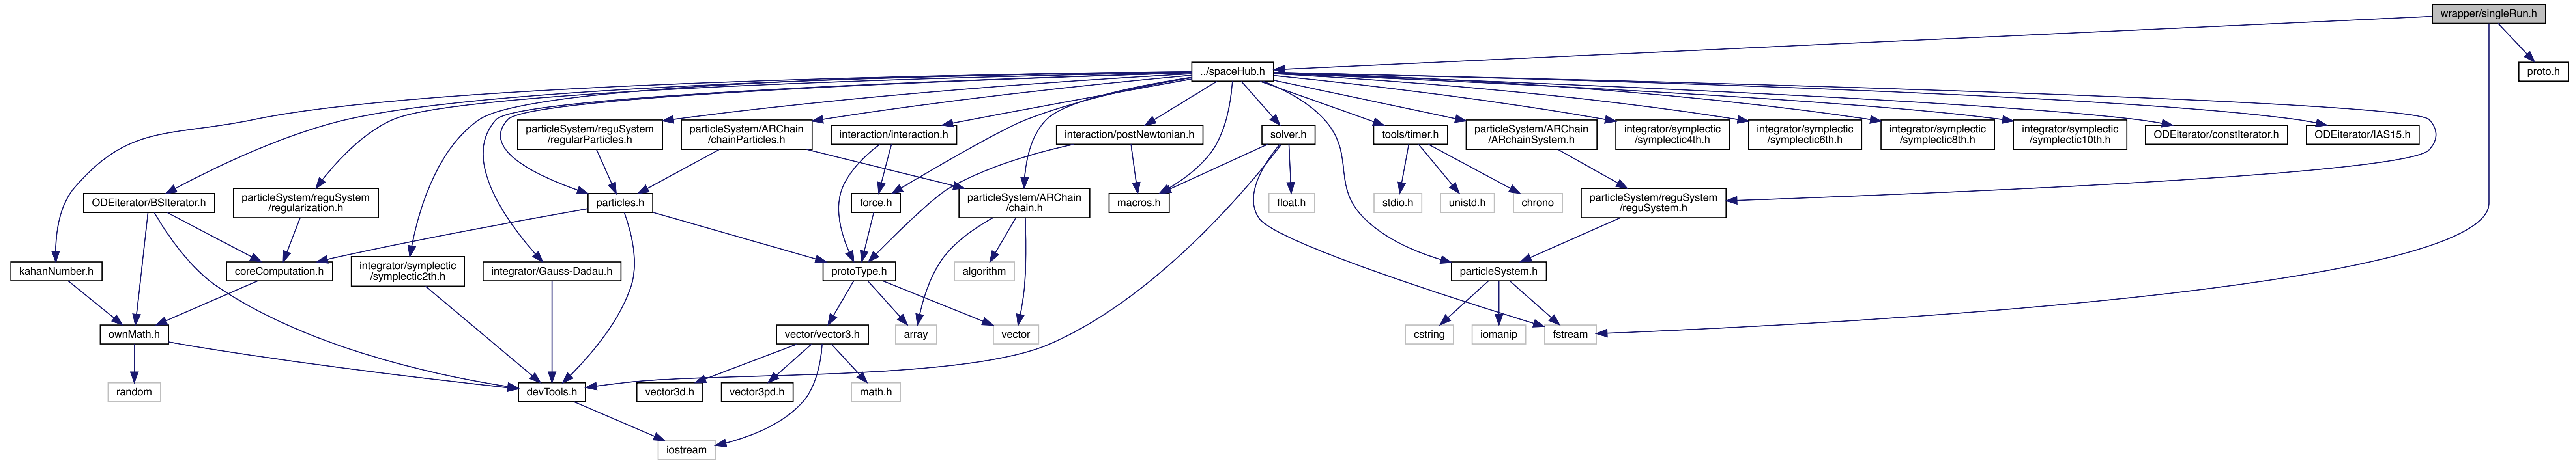 wrapper/singleRun.h
../spaceHub.h
proto.h
particleSystem/reguSystem
/regularParticles.h
particleSystem/ARChain
/chainParticles.h
interaction/interaction.h
interaction/postNewtonian.h
solver.h
tools/timer.h
particleSystem/ARChain
/ARchainSystem.h
integrator/symplectic
/symplectic4th.h
integrator/symplectic
/symplectic6th.h
integrator/symplectic
/symplectic8th.h
integrator/symplectic
/symplectic10th.h
ODEiterator/constIterator.h
ODEiterator/IAS15.h
ODEiterator/BSIterator.h
particleSystem/reguSystem
/regularization.h
particles.h
force.h
particleSystem/ARChain
/chain.h
macros.h
float.h
stdio.h
unistd.h
chrono
particleSystem/reguSystem
/reguSystem.h
kahanNumber.h
coreComputation.h
integrator/symplectic
/symplectic2th.h
integrator/Gauss-Dadau.h
protoType.h
algorithm
particleSystem.h
ownMath.h
vector/vector3.h
array
vector
cstring
iomanip
fstream
random
devTools.h
vector3d.h
vector3pd.h
math.h
iostream